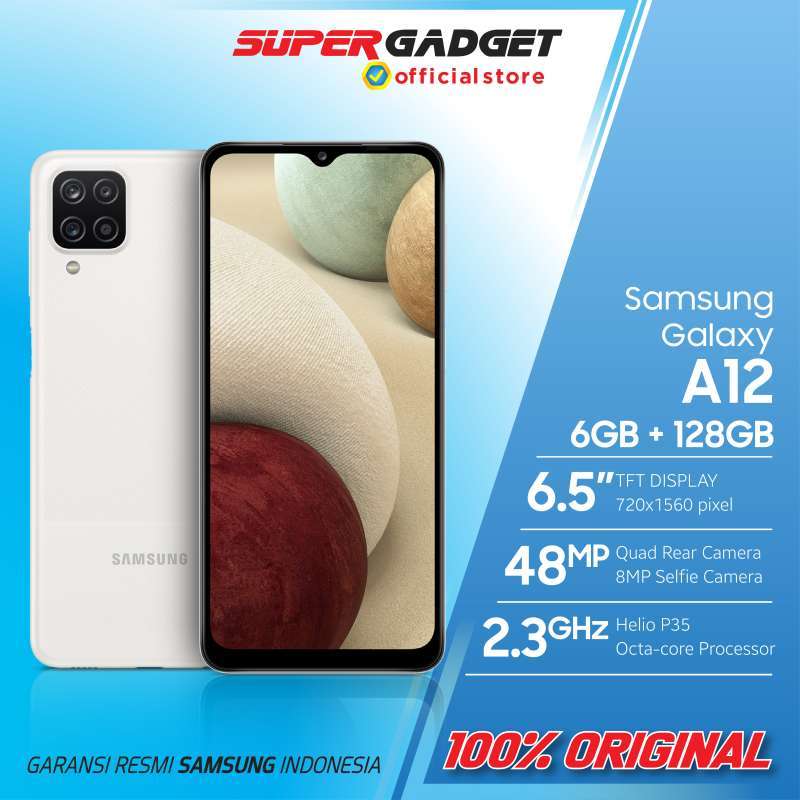 SUPER GADGET
officialstore
SAMSUNG
Samsung
Galaxy
A12
6GB + 128GB
6.5” TFT DISPLAY
720x1560 pixel
48MP Quad Rear Camera
8MP Selfie Camera
2.3GHz Helio P35
Octa-core Processor
GARANSI RESMI SAMSUNG INDONESIA
100% ORIGINAL